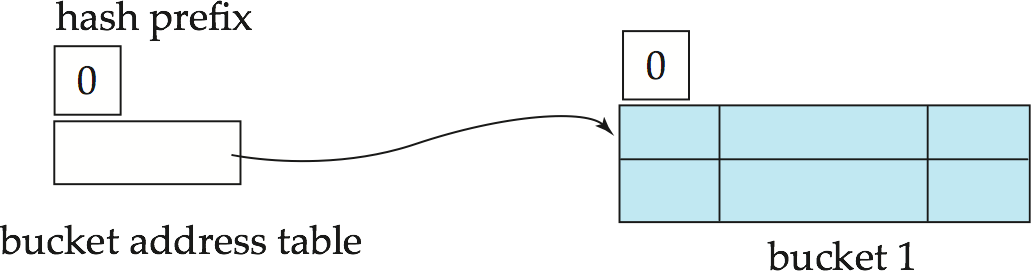 hash prefix
0
0
bucket address table
bucket 1